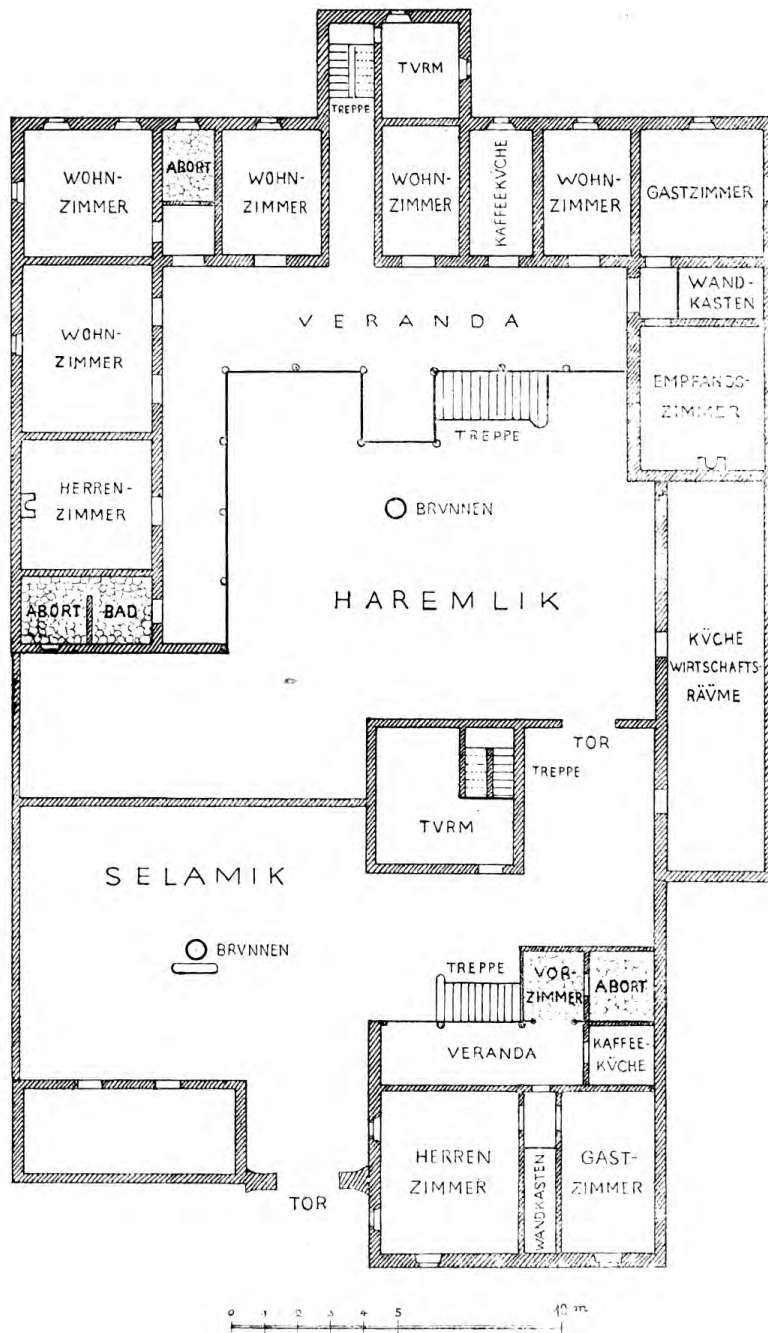 TVRM
TREPPE
WOHN-
ZIMMER
ABORT
WOHN-
ZIMMER
WOHN-
ZIMMER
KAFFEEKÜCHE
WOHN-
ZIMMER
GASTZIMMER
WAND-
KASTEN
VERANDA
WOHN-
ZIMMER
EMPFANGS-
ZIMMER
TREPPE
HERREN-
ZIMMER
BRVNNEN
HAREMLIK
ABORT
BAD
KÜCHE
WIRTSCHAFTS-
RÄVME
TOR
TREPPE
TVRM
SELAMIK
BRVNNEN
TREPPE
VOR-
ZIMMER
ABORT
VERANDA
KAFFEE-
KÜCHE
HERREN
ZIMMER
WANDKASTEN
GAST-
ZIMMER
TOR
0 1 2 3 4 5 10 m